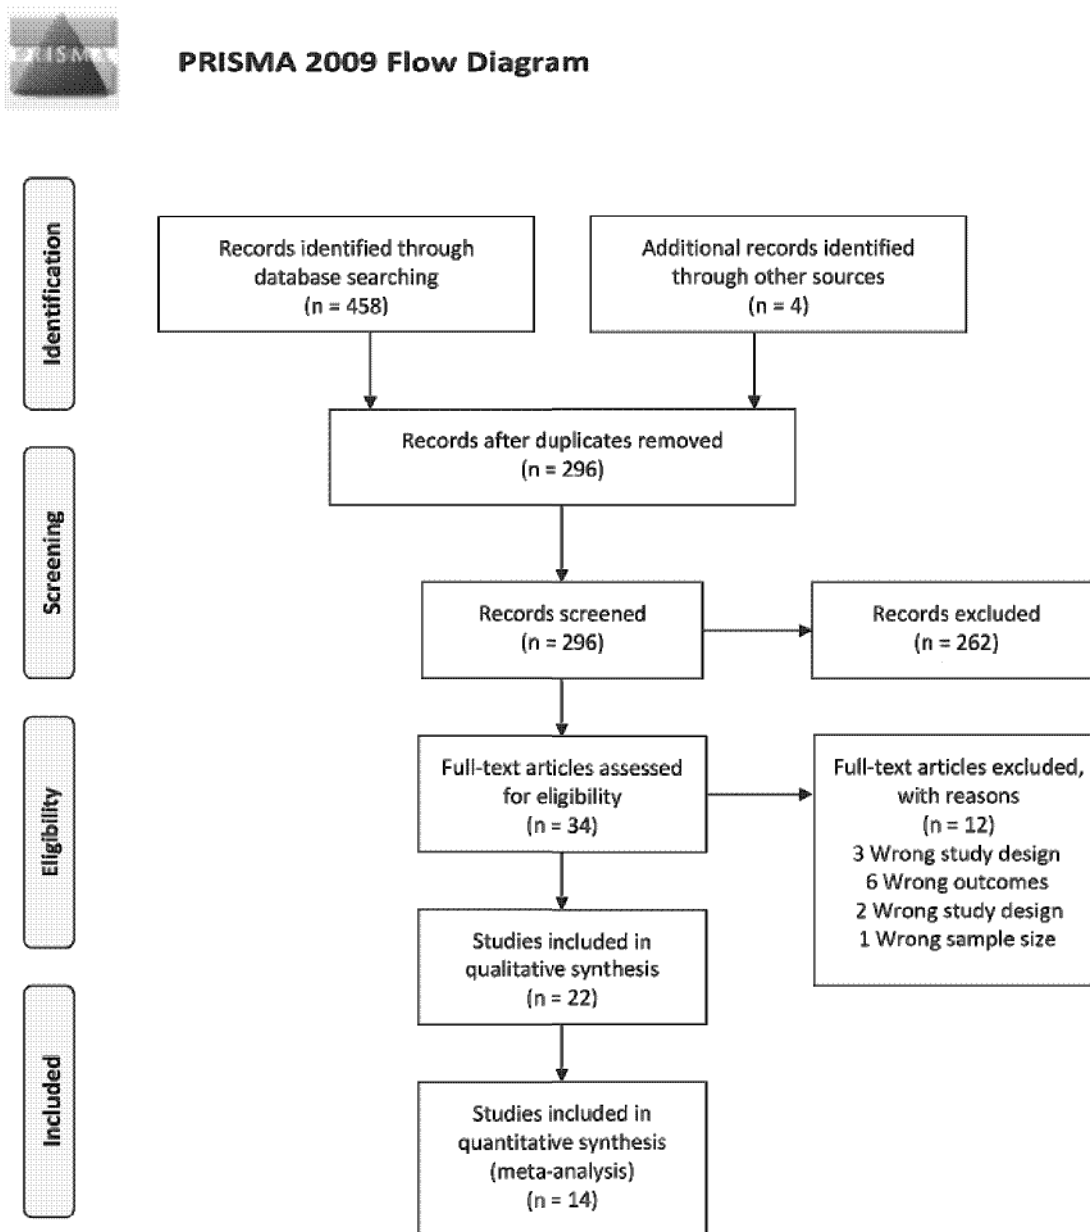 PRISMA
PRISMA 2009 Flow Diagram
Identification
Records identified through
database searching
(n = 458)
Additional records identified
through other sources
(n = 4)
Records after duplicates removed
(n = 296)
Screening
Records screened
(n = 296)
Records excluded
(n = 262)
Eligibility
Full-text articles assessed
for eligibility
(n = 34)
Full-text articles excluded,
with reasons
(n = 12)
3 Wrong study design
6 Wrong outcomes
2 Wrong study design
1 Wrong sample size
Studies included in
qualitative synthesis
(n = 22)
Included
Studies included in
quantitative synthesis
(meta-analysis)
(n = 14)